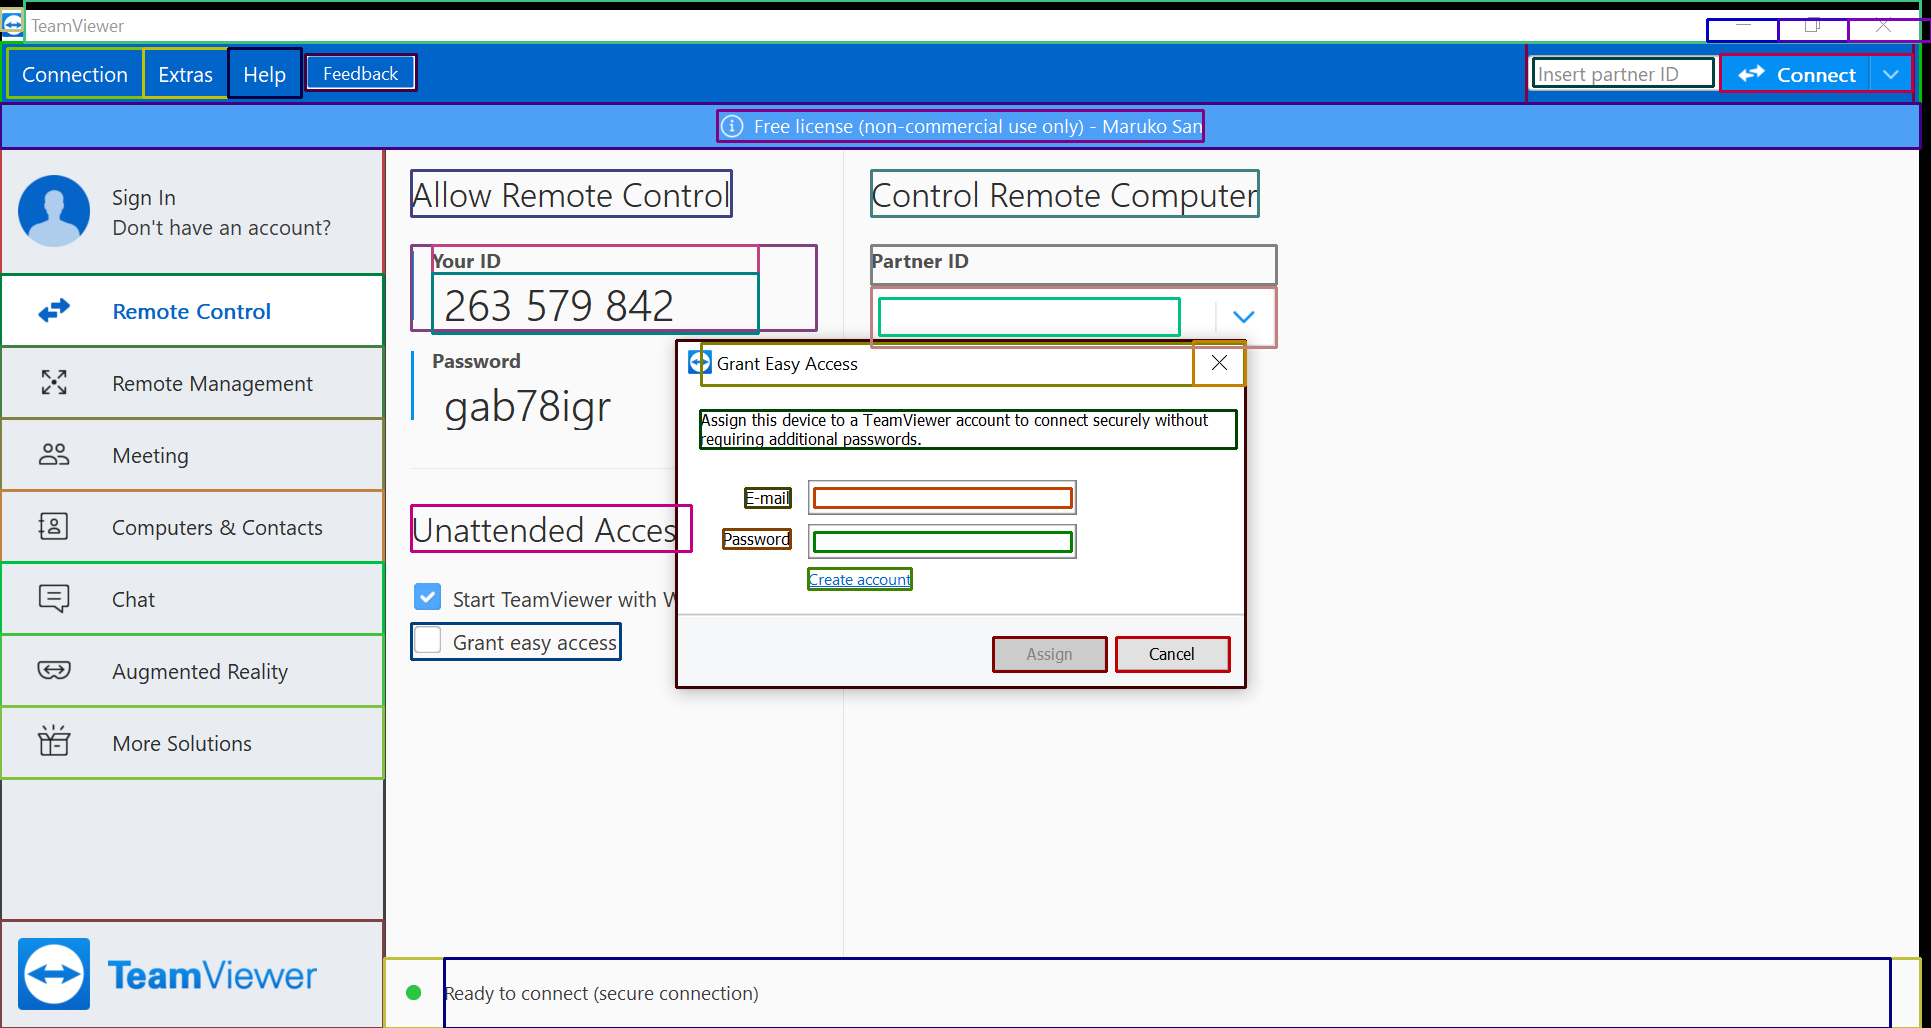 TeamViewer
Connection
Extras
Help
Feedback
Insert partner ID
Connect
Free license (non-commercial use only) - Maruko San
Sign In
Don't have an account?
Remote Control
Remote Management
Meeting
Computers & Contacts
Chat
Augmented Reality
More Solutions
TeamViewer
Allow Remote Control
Your ID
263 579 842
Password
gab78igr
Unattended Acces
Start TeamViewer with W
Grant easy access
Control Remote Computer
Partner ID
Grant Easy Access
Assign this device to a TeamViewer account to connect securely without
requiring additional passwords.
E-mail
Password
Create account
Assign
Cancel
Ready to connect (secure connection)